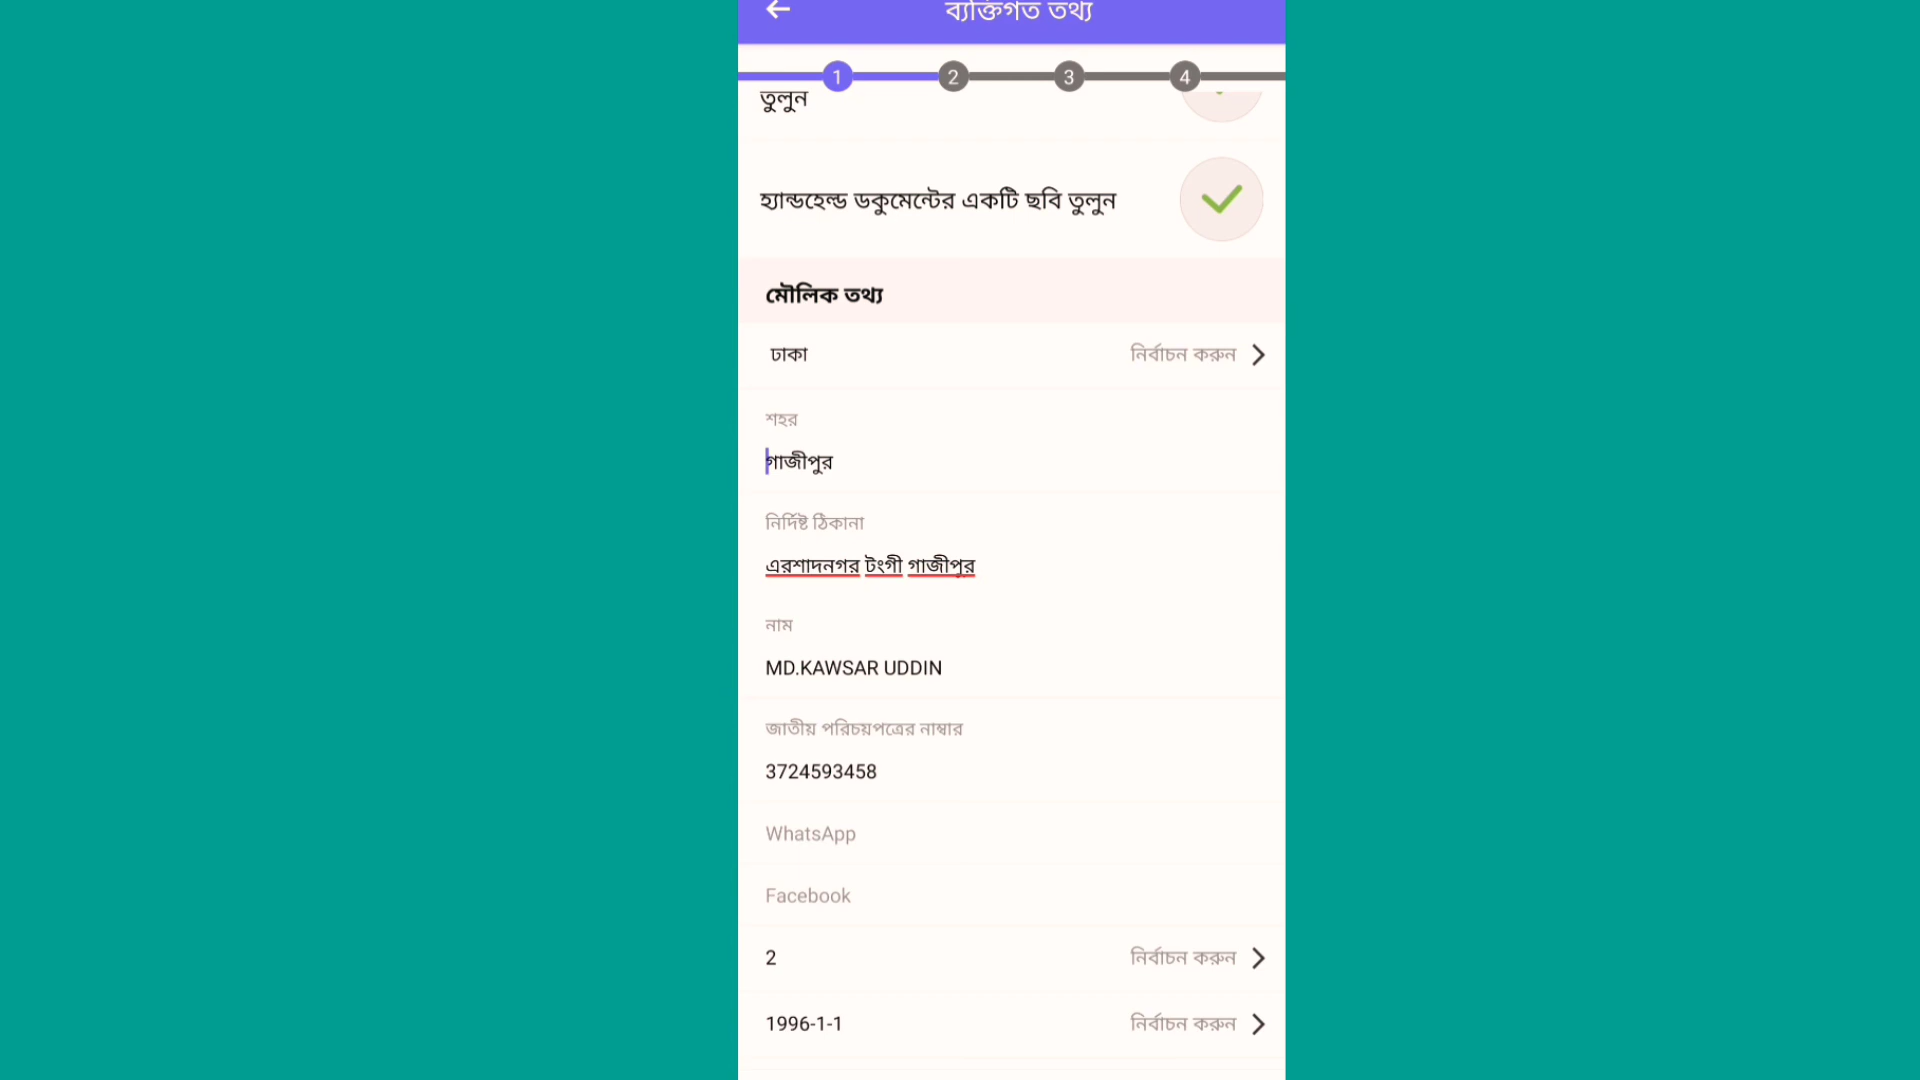 ব্যক্তিগত তথ্য
1 2 3 4
তুলুন
হ্যান্ডহেল্ড ডকুমেন্টের একটি ছবি তুলুন
মৌলিক তথ্য
ঢাকা নির্বাচন করুন
শহর
গাজীপুর
নির্দিষ্ট ঠিকানা
এরশাদনগর টংগী গাজীপুর
নাম
MD.KAWSAR UDDIN
জাতীয় পরিচয়পত্রের নাম্বার
3724593458
WhatsApp
Facebook
2 নির্বাচন করুন
1996-1-1 নির্বাচন করুন